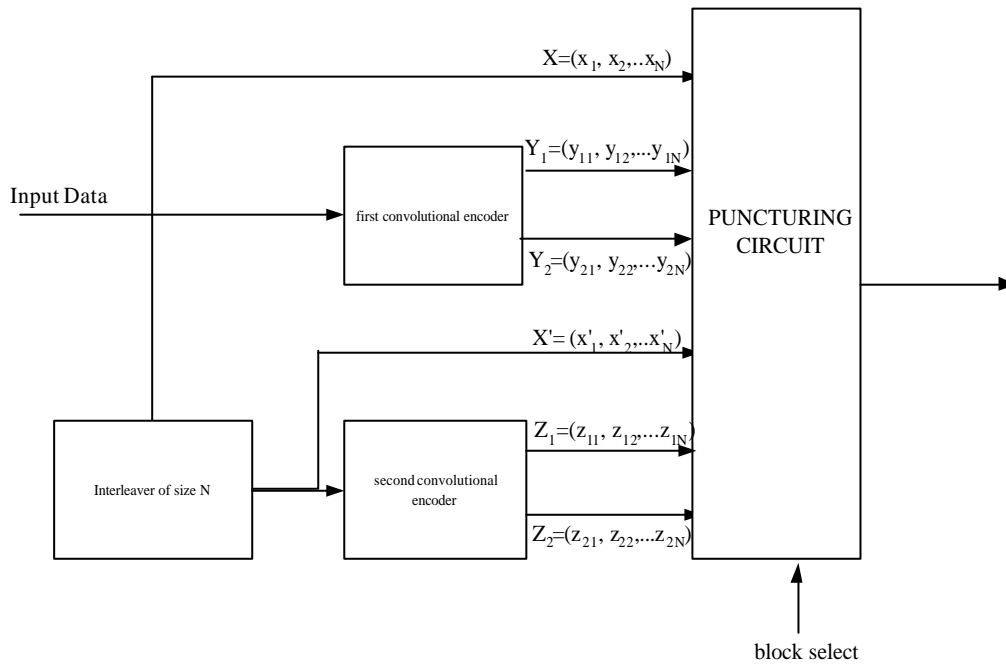 X=(x1, x2,..xN)
Y1=(y11, y12,...y1N)
Input Data
first convolutional encoder
PUNCTURING
CIRCUIT
Y2=(y21, y22,...y2N)
X'= (x'1, x'2,..x'N)
Z1=(z11, z12,...z1N)
Interleaver of size N
second convolutional
encoder
Z2=(z21, z22,...z2N)
block select